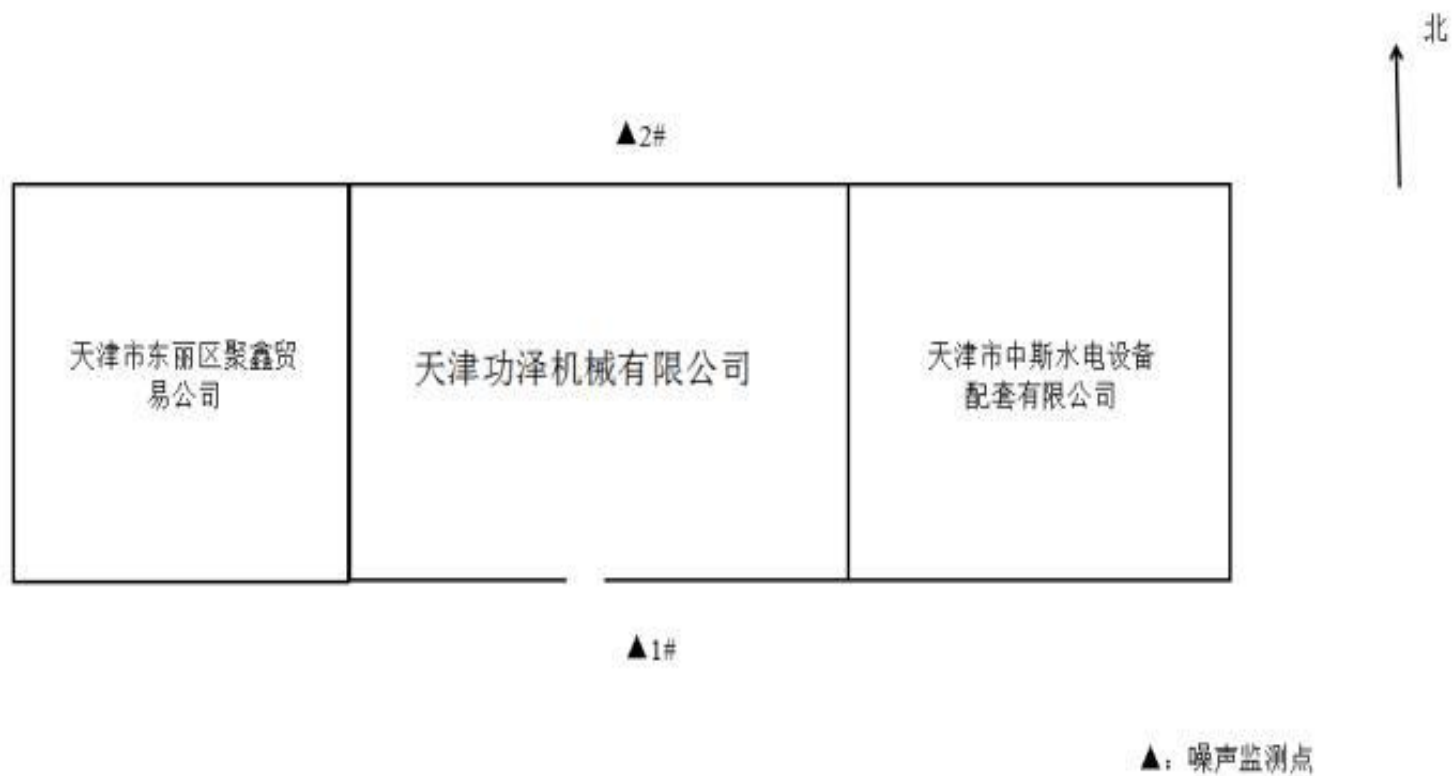 北
▲2#
天津市东丽区聚鑫贸
易公司
天津功泽机械有限公司
天津市中斯水电设备
配套有限公司
▲1#
▲：噪声监测点